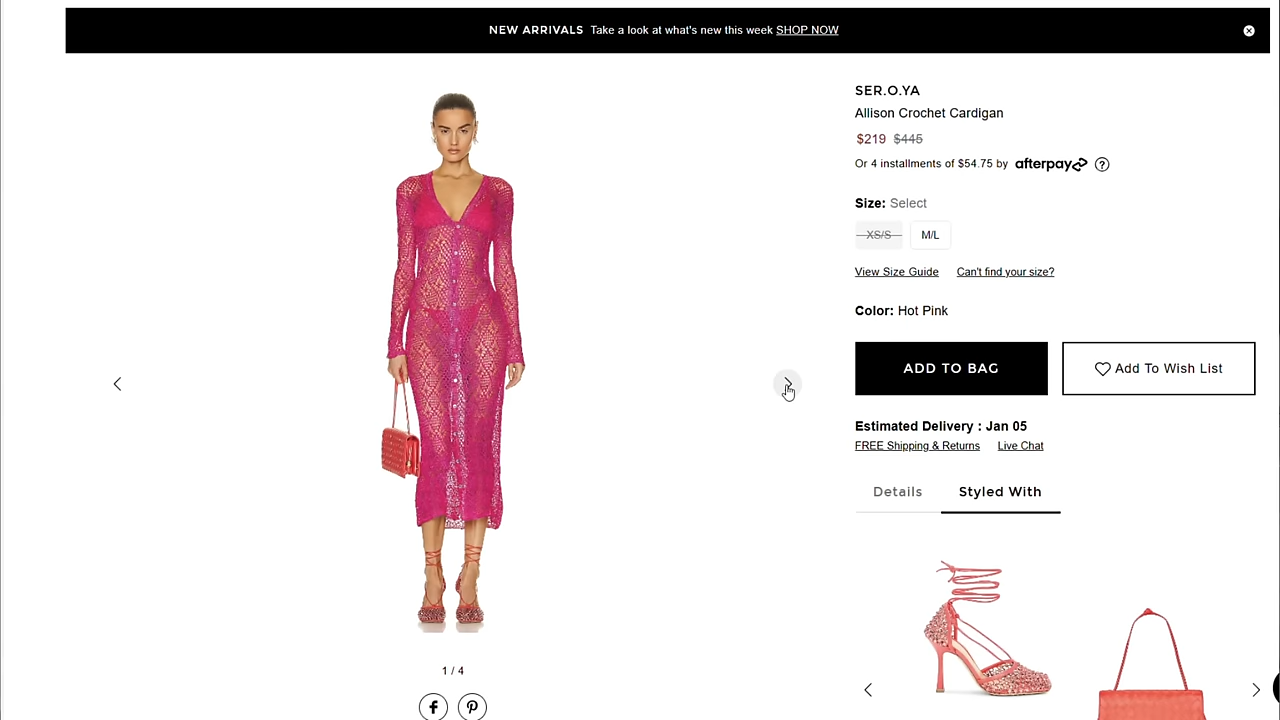 NEW ARRIVALS Take a look at what's new this week SHOP NOW
SER.O.YA
Allison Crochet Cardigan
$219 $445
Or 4 installments of $54.75 by afterpay ?
Size: Select
XS/S M/L
View Size Guide Can't find your size?
Color: Hot Pink
ADD TO BAG Add To Wish List
Estimated Delivery : Jan 05
FREE Shipping & Returns Live Chat
Details Styled With
1 / 4